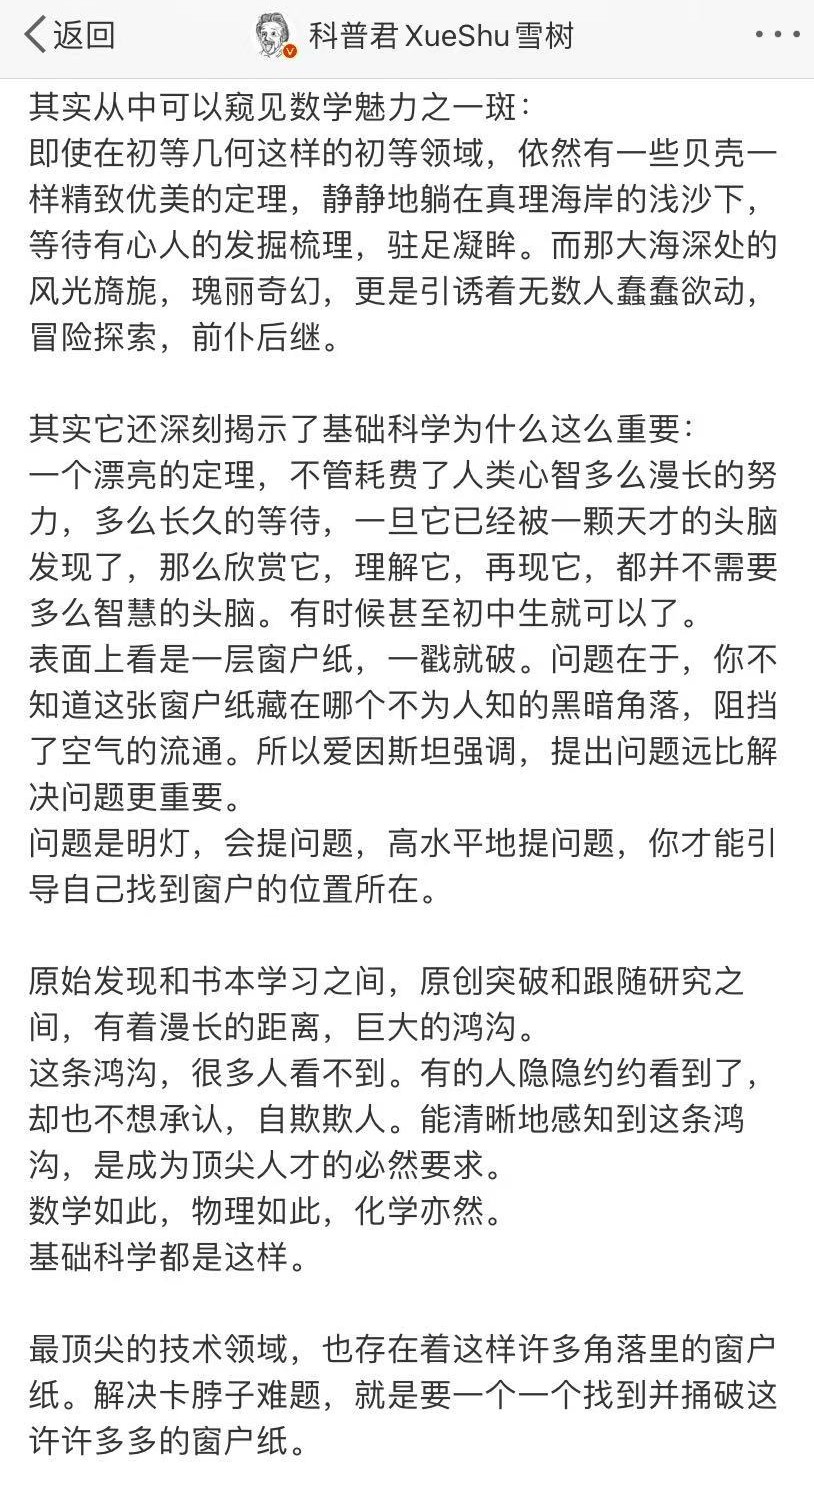 返回
科普君XueShu雪树
其实从中可以窥见数学魅力之一斑：
即使在初等几何这样的初等领域，依然有一些贝壳一
样精致优美的定理，静静地躺在真理海岸的浅沙下，
等待有心人的发掘梳理，驻足凝眸。而那大海深处的
风光旖旎，瑰丽奇幻，更是引诱着无数人蠢蠢欲动，
冒险探索，前仆后继。
其实它还深刻揭示了基础科学为什么这么重要：
一个漂亮的定理，不管耗费了人类心智多么漫长的努
力，多么长久的等待，一旦它已经被一颗天才的头脑
发现了，那么欣赏它，理解它，再现它，都并不需要
多么智慧的头脑。有时候甚至初中生就可以了。
表面上看是一层窗户纸，一戳就破。问题在于，你不
知道这张窗户纸藏在哪个不为人知的黑暗角落，阻挡
了空气的流通。所以爱因斯坦强调，提出问题远比解
决问题更重要。
问题是明灯，会提问题，高水平地提问题，你才能引
导自己找到窗户的位置所在。
原始发现和书本学习之间，原创突破和跟随研究之
间，有着漫长的距离，巨大的鸿沟。
这条鸿沟，很多人看不到。有的人隐隐约约看到了，
却也不想承认，自欺欺人。能清晰地感知到这条鸿
沟，是成为顶尖人才的必然要求。
数学如此，物理如此，化学亦然。
基础科学都是这样。
最顶尖的技术领域，也存在着这样许多角落里的窗户
纸。解决卡脖子难题，就是要一个一个找到并捅破这
许许多多的窗户纸。